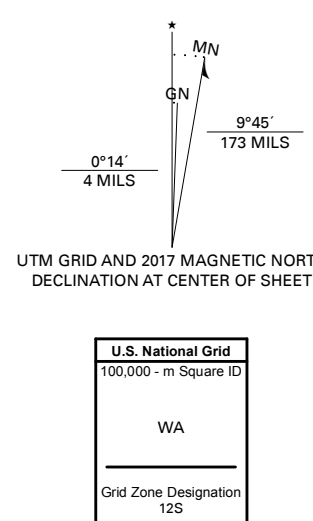 ★
MN
GN
9°45´
173 MILS
0°14´
4 MILS
UTM GRID AND 2017 MAGNETIC NORT
DECLINATION AT CENTER OF SHEET
U.S. National Grid
100,000 - m Square ID
WA
Grid Zone Designation
12S